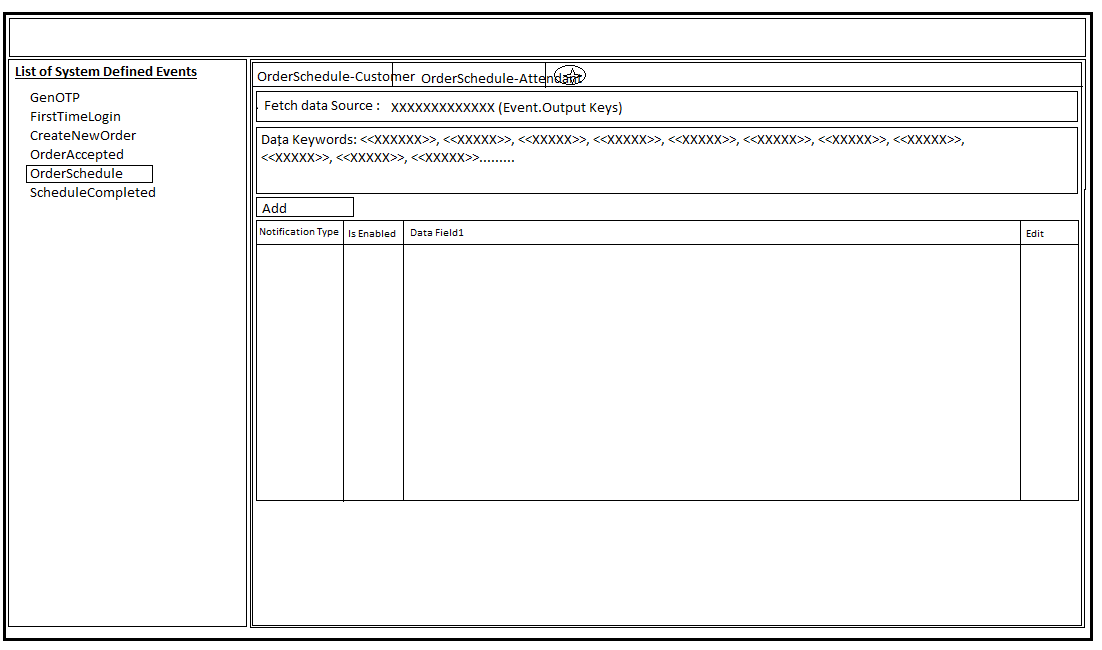 List of System Defined Events
GenOTP
FirstTimeLogin
CreateNewOrder
OrderAccepted
OrderSchedule
ScheduleCompleted
OrderSchedule-Customer OrderSchedule-Attendant
Fetch data Source : XXXXXXXXXXXXX (Event.Output Keys)
Data Keywords: <<XXXXXX>>, <<XXXXX>>, <<XXXXX>>, <<XXXXX>>, <<XXXXX>>, <<XXXXX>>, <<XXXXX>>, <<XXXXX>>,
<<XXXXX>>, <<XXXXX>>, <<XXXXX>>.........
Add
Notification Type Is Enabled Data Field1 Edit